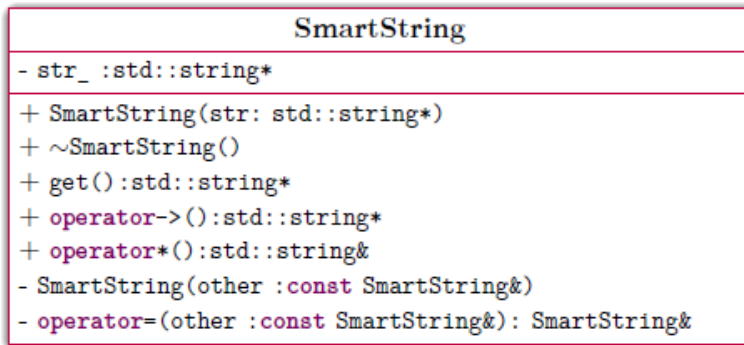 SmartString
- str_ :std::string*
+ SmartString(str: std::string*)
+ ~SmartString()
+ get():std::string*
+ operator->():std::string*
+ operator*():std::string&
- SmartString(other :const SmartString&)
- operator=(other :const SmartString&): SmartString&